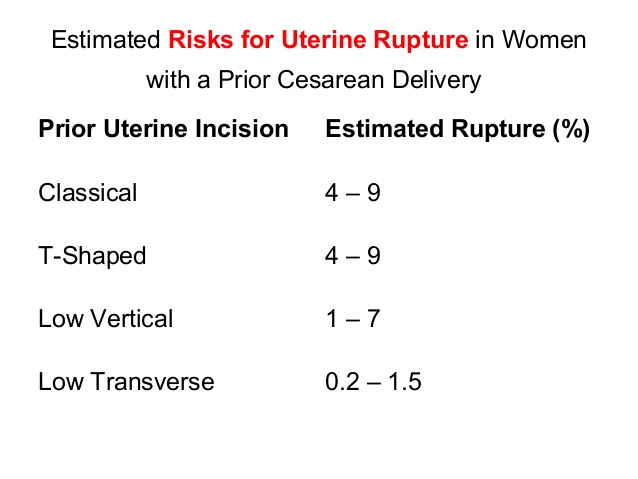 Estimated Risks for Uterine Rupture in Women
with a Prior Cesarean Delivery
Prior Uterine Incision Estimated Rupture (%)
Classical 4 – 9
T-Shaped 4 – 9
Low Vertical 1 – 7
Low Transverse 0.2 – 1.5